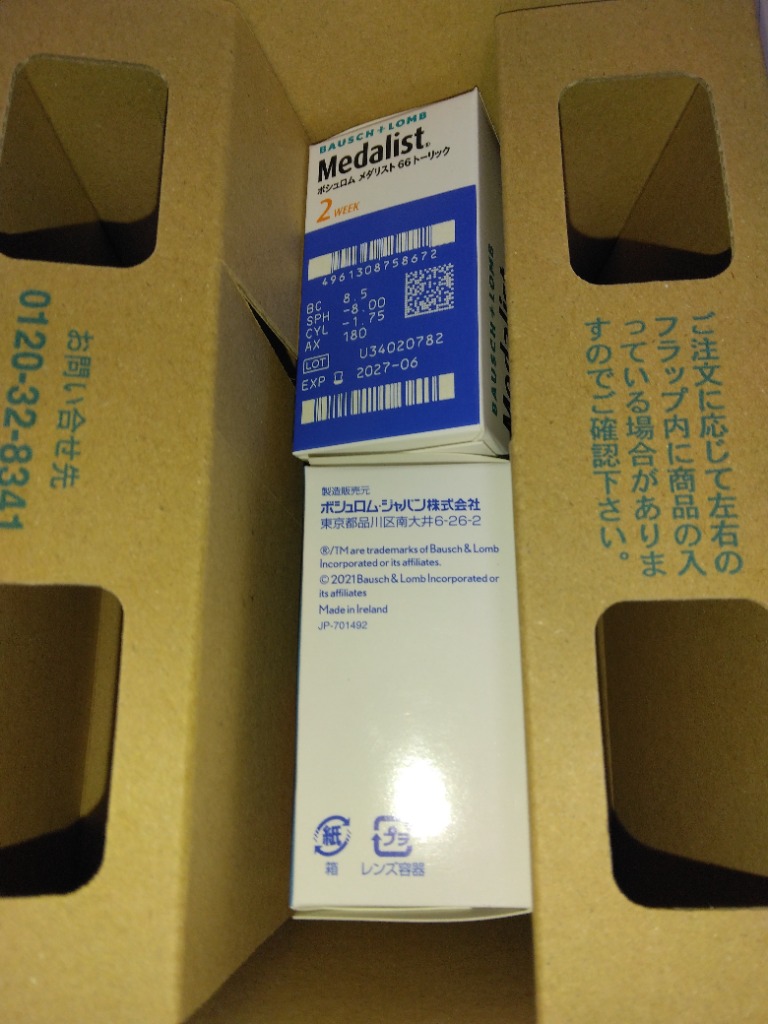 BAUSCH + LOMB
Medalist®
ボシュロム メダリスト 66 トーリック
2 WEEK
4961308758672
BC 8.5
SPH -8.00
CYL -1.75
AX 180
LOT U34020782
EXP 2027-06
BAUSCH + LOMB
Medalist
製造販売元
ボシュロム・ジャパン株式会社
東京都品川区南大井6-26-2
®/TM are trademarks of Bausch & Lomb
Incorporated or its affiliates.
© 2021 Bausch & Lomb Incorporated or
its affiliates
Made in Ireland
JP-701492
紙
箱
プラ
レンズ容器
お問い合せ先
0120-32-8341
ご注文に応じて左右の
フラップ内に商品の入
っている場合がありま
すのでご確認下さい。